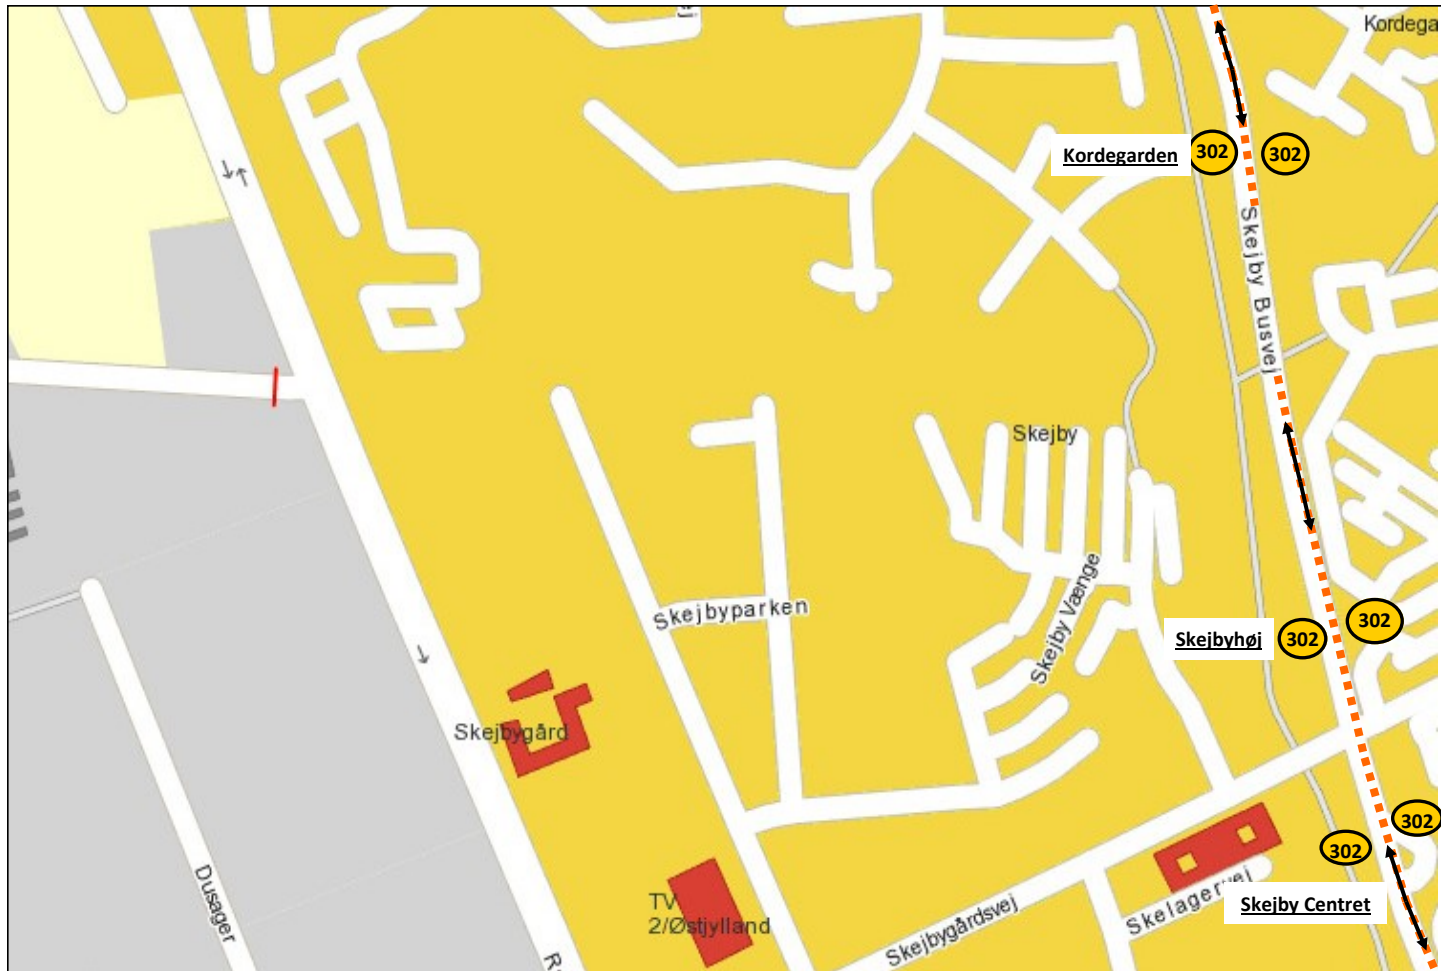 Kordega
Kordegarden
302
302
Skejby Busvej
Skejby
Skejbyparken
Skejby Vænge
Skejbyhøj
302
302
Skejbygård
302
302
Dusager
TV
2/Østjylland
Skejbygårdsvej
Skelagervej
Skejby Centret
R